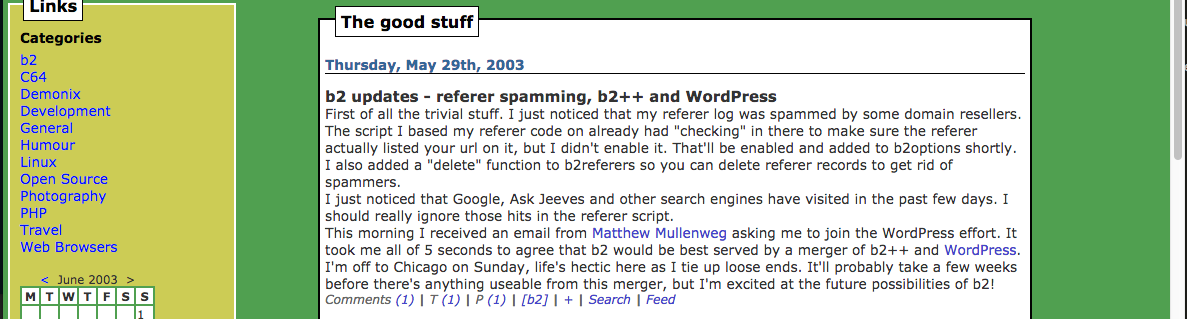 Links
Categories
b2
C64
Demonix
Development
General
Humour
Linux
Open Source
Photography
PHP
Travel
Web Browsers
< June 2003 >
M T W T F S S
1
The good stuff
Thursday, May 29th, 2003
b2 updates - referer spamming, b2++ and WordPress
First of all the trivial stuff. I just noticed that my referer log was spammed by some domain resellers.
The script I based my referer code on already had "checking" in there to make sure the referer
actually listed your url on it, but I didn't enable it. That'll be enabled and added to b2options shortly.
I also added a "delete" function to b2referers so you can delete referer records to get rid of
spammers.
I just noticed that Google, Ask Jeeves and other search engines have visited in the past few days. I
should really ignore those hits in the referer script.
This morning I received an email from Matthew Mullenweg asking me to join the WordPress effort. It
took me all of 5 seconds to agree that b2 would be best served by a merger of b2++ and WordPress.
I'm off to Chicago on Sunday, life's hectic here as I tie up loose ends. It'll probably take a few weeks
before there's anything useable from this merger, but I'm excited at the future possibilities of b2!
Comments (1) | T (1) | P (1) | [b2] | + | Search | Feed